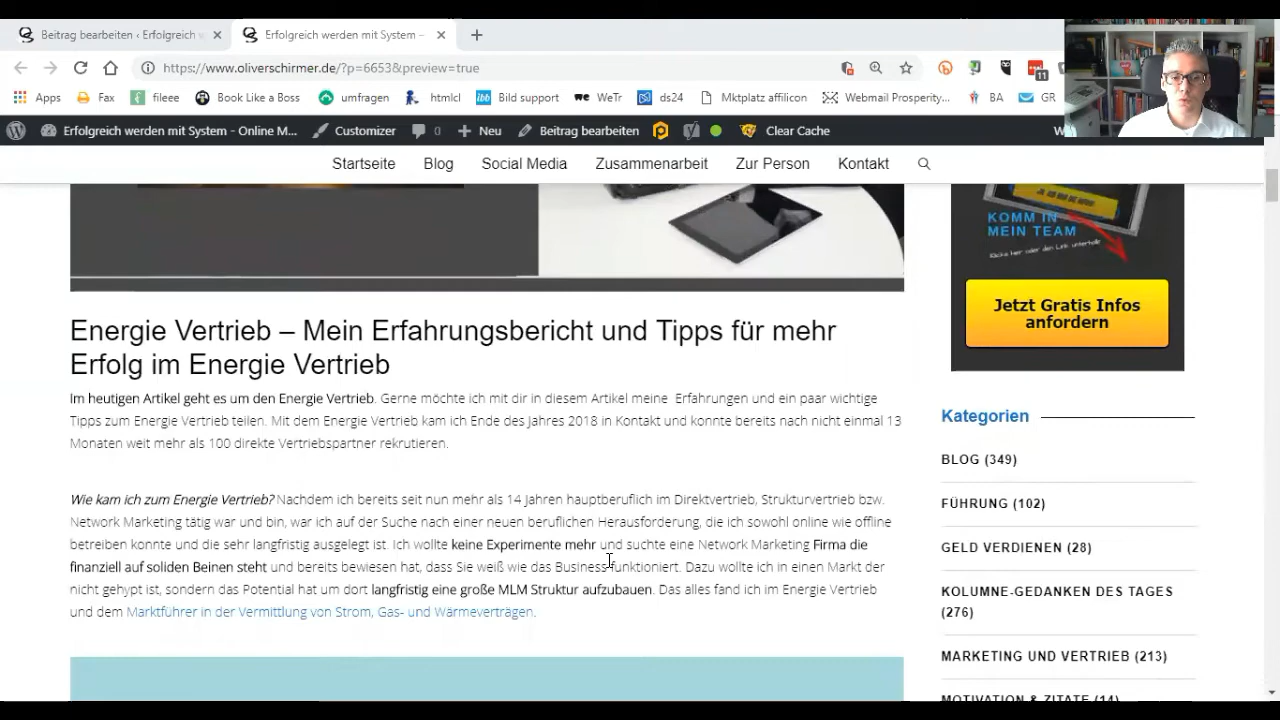 Beitrag bearbeiten ‹ Erfolgreich
Erfolgreich werden mit System –
https://www.oliverschirmer.de/?p=6653&preview=true
11
Apps Fax fileee Book Like a Boss umfragen htmlcl Bild support WeTr ds24 Mktplatz affilicon Webmail Prosperity... BA GR
Erfolgreich werden mit System - Online M... Customizer 0 Neu Beitrag bearbeiten Clear Cache
Startseite Blog Social Media Zusammenarbeit Zur Person Kontakt
KOMM IN
MEIN TEAM
Klicke hier oder den Link unterhalb
Jetzt Gratis Infos
anfordern
Energie Vertrieb – Mein Erfahrungsbericht und Tipps für mehr
Erfolg im Energie Vertrieb
Im heutigen Artikel geht es um den Energie Vertrieb. Gerne möchte ich mit dir in diesem Artikel meine Erfahrungen und ein paar wichtige
Tipps zum Energie Vertrieb teilen. Mit dem Energie Vertrieb kam ich Ende des Jahres 2018 in Kontakt und konnte bereits nach nicht einmal 13
Monaten weit mehr als 100 direkte Vertriebspartner rekrutieren.
Wie kam ich zum Energie Vertrieb? Nachdem ich bereits seit nun mehr als 14 Jahren hauptberuflich im Direktvertrieb, Strukturvertrieb bzw.
Network Marketing tätig war und bin, war ich auf der Suche nach einer neuen beruflichen Herausforderung, die ich sowohl online wie offline
betreiben konnte und die sehr langfristig ausgelegt ist. Ich wollte keine Experimente mehr und suchte eine Network Marketing Firma die
finanziell auf soliden Beinen steht und bereits bewiesen hat, dass Sie weiß wie das Business funktioniert. Dazu wollte ich in einen Markt der
nicht gehypt ist, sondern das Potential hat um dort langfristig eine große MLM Struktur aufzubauen. Das alles fand ich im Energie Vertrieb
und dem Marktführer in der Vermittlung von Strom, Gas- und Wärmeverträgen.
Kategorien
BLOG (349)
FÜHRUNG (102)
GELD VERDIENEN (28)
KOLUMNE-GEDANKEN DES TAGES
(276)
MARKETING UND VERTRIEB (213)
MOTIVATION & ZITATE (14)